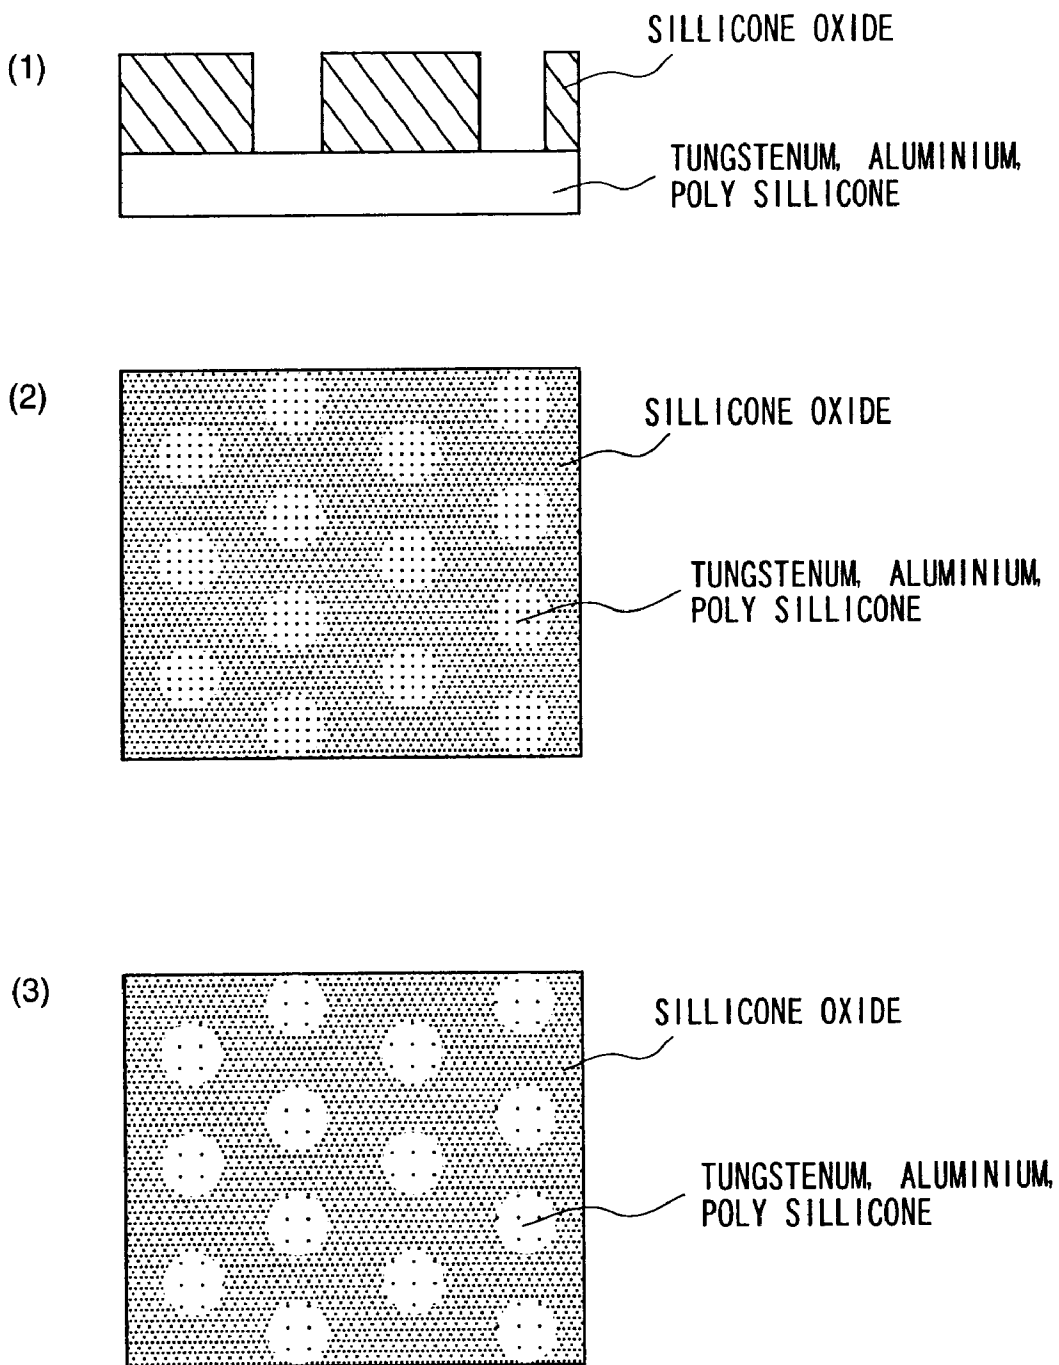 (1)
SILLICONE OXIDE
TUNGSTENUM, ALUMINIUM,
POLY SILLICONE
(2)
SILLICONE OXIDE
TUNGSTENUM, ALUMINIUM,
POLY SILLICONE
(3)
SILLICONE OXIDE
TUNGSTENUM, ALUMINIUM,
POLY SILLICONE